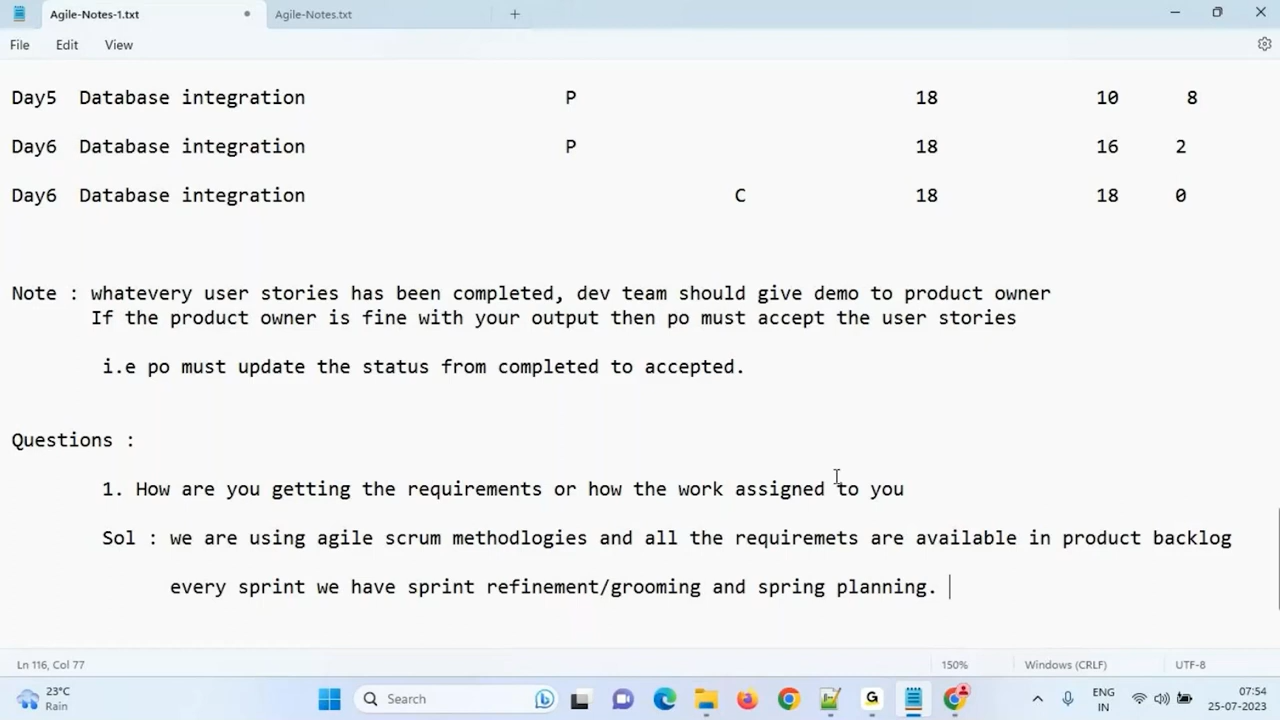 Agile-Notes-1.txt Agile-Notes.txt
File Edit View
Day5 Database integration P 18 10 8
Day6 Database integration P 18 16 2
Day6 Database integration C 18 18 0
Note : whatevery user stories has been completed, dev team should give demo to product owner
If the product owner is fine with your output then po must accept the user stories
i.e po must update the status from completed to accepted.
Questions :
1. How are you getting the requirements or how the work assigned to you
Sol : we are using agile scrum methodlogies and all the requiremets are available in product backlog
every sprint we have sprint refinement/grooming and spring planning.
Ln 116, Col 77 150% Windows (CRLF) UTF-8
23°C
Rain
Search
ENG
IN
07:54
25-07-2023